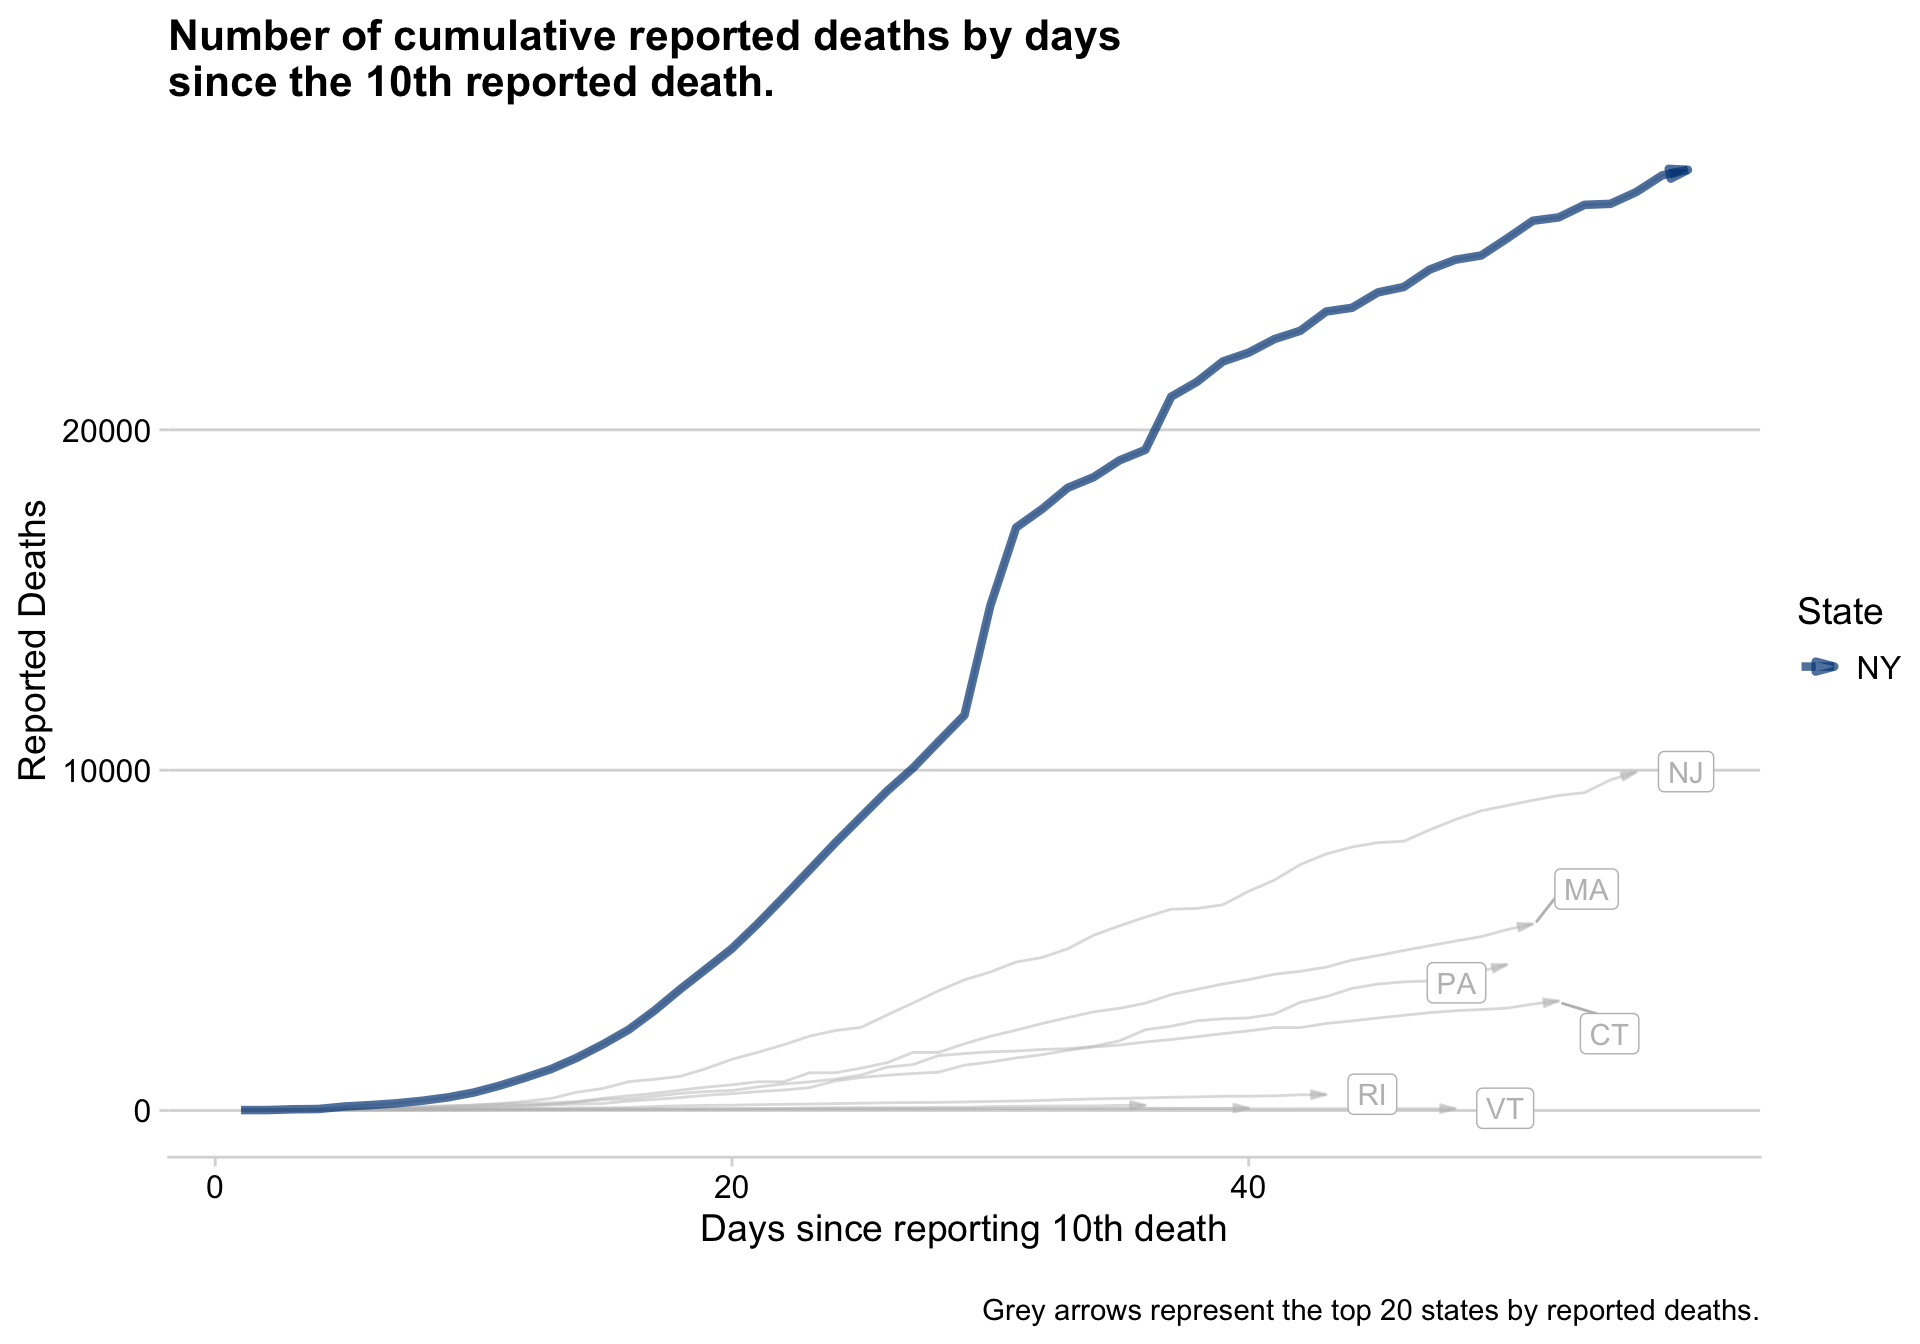 Number of cumulative reported deaths by days
since the 10th reported death.
Reported Deaths
20000
10000
0
NJ
MA
PA
CT
RI
VT
State
NY
0
20
40
Days since reporting 10th death
Grey arrows represent the top 20 states by reported deaths.